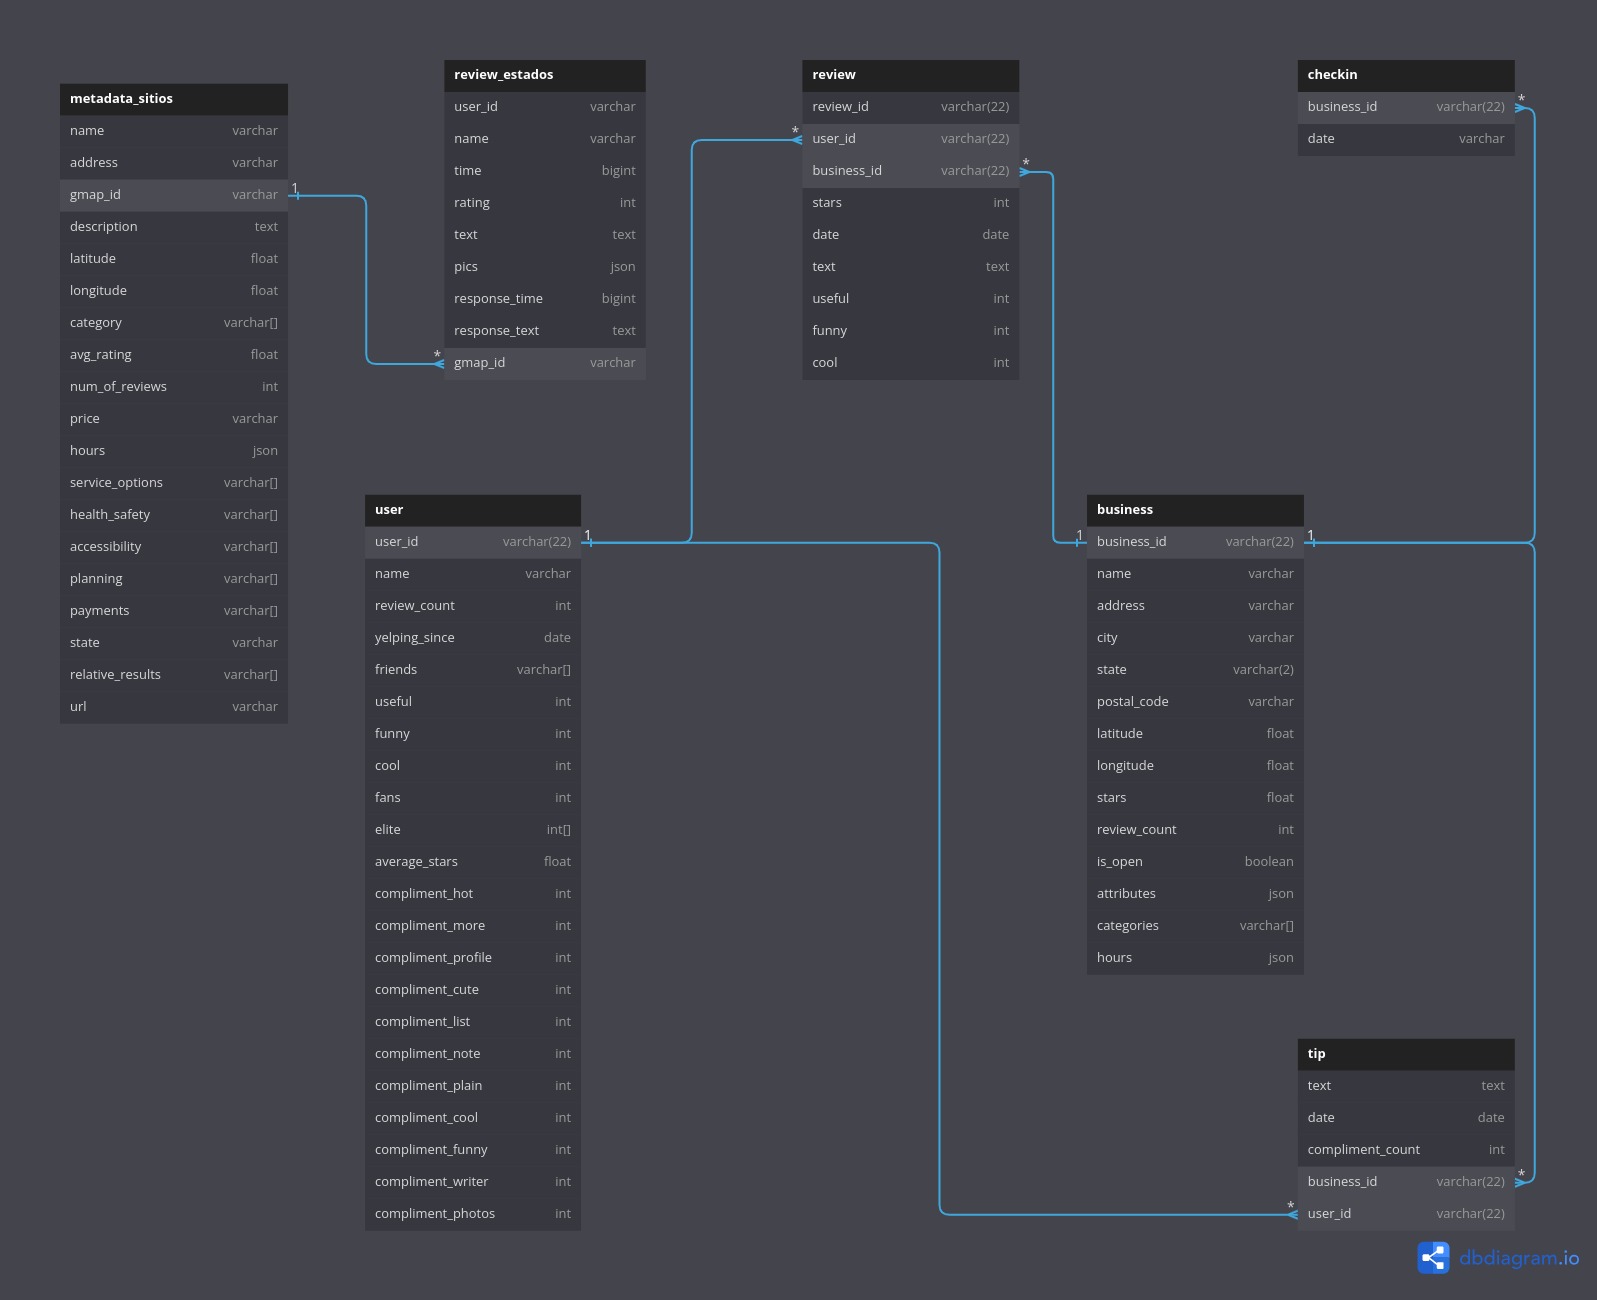 metadata_sitios
name varchar
address varchar
gmap_id varchar
description text
latitude float
longitude float
category varchar[]
avg_rating float
num_of_reviews int
price varchar
hours json
service_options varchar[]
health_safety varchar[]
accessibility varchar[]
planning varchar[]
payments varchar[]
state varchar
relative_results varchar[]
url varchar
1
*
review_estados
user_id varchar
name varchar
time bigint
rating int
text text
pics json
response_time bigint
response_text text
gmap_id varchar
*
review
review_id varchar(22)
user_id varchar(22)
business_id varchar(22)
stars int
date date
text text
useful int
funny int
cool int
*
checkin
business_id varchar(22)
date varchar
*
user
user_id varchar(22)
name varchar
review_count int
yelping_since date
friends varchar[]
useful int
funny int
cool int
fans int
elite int[]
average_stars float
compliment_hot int
compliment_more int
compliment_profile int
compliment_cute int
compliment_list int
compliment_note int
compliment_plain int
compliment_cool int
compliment_funny int
compliment_writer int
compliment_photos int
1
1
business
business_id varchar(22)
name varchar
address varchar
city varchar
state varchar(2)
postal_code varchar
latitude float
longitude float
stars float
review_count int
is_open boolean
attributes json
categories varchar[]
hours json
1
tip
text text
date date
compliment_count int
business_id varchar(22)
user_id varchar(22)
*
*
dbdiagram.io